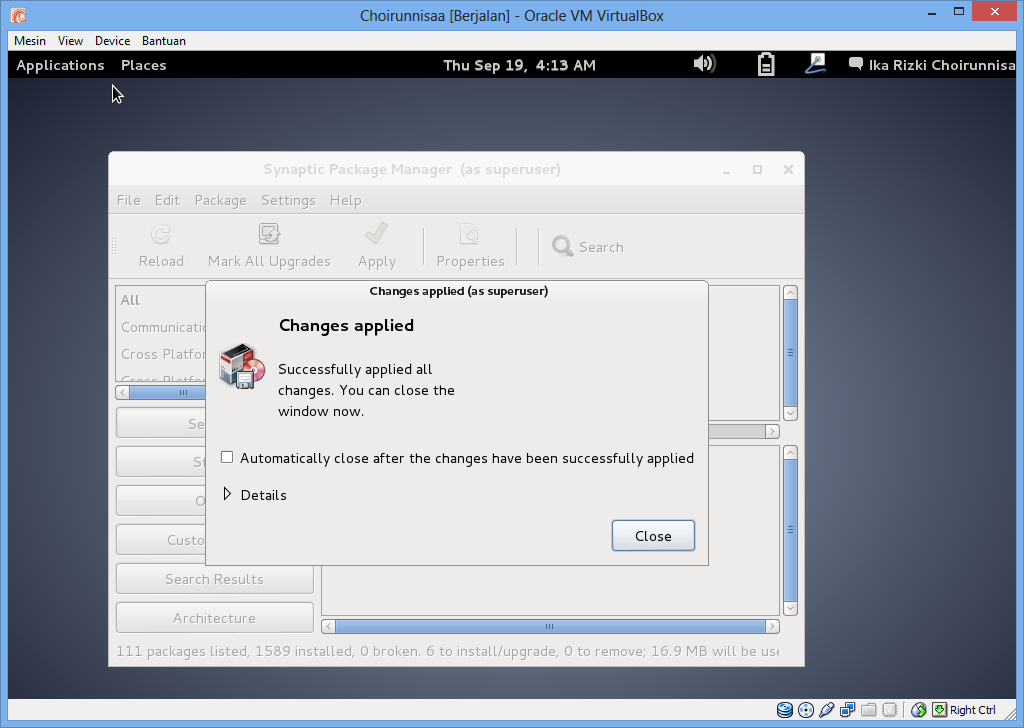 Choirunnisaa [Berjalan] - Oracle VM VirtualBox
Mesin View Device Bantuan
Applications Places Thu Sep 19, 4:13 AM Ika Rizki Choirunnisa
Synaptic Package Manager (as superuser)
File Edit Package Settings Help
Reload Mark All Upgrades Apply Properties Search
All
Communicatio
Cross Platfor
Cross Platfor
Se
St
O
Custo
Search Results
Architecture
Changes applied (as superuser)
Changes applied
Successfully applied all
changes. You can close the
window now.
Automatically close after the changes have been successfully applied
Details
Close
111 packages listed, 1589 installed, 0 broken. 6 to install/upgrade, 0 to remove; 16.9 MB will be use
Right Ctrl